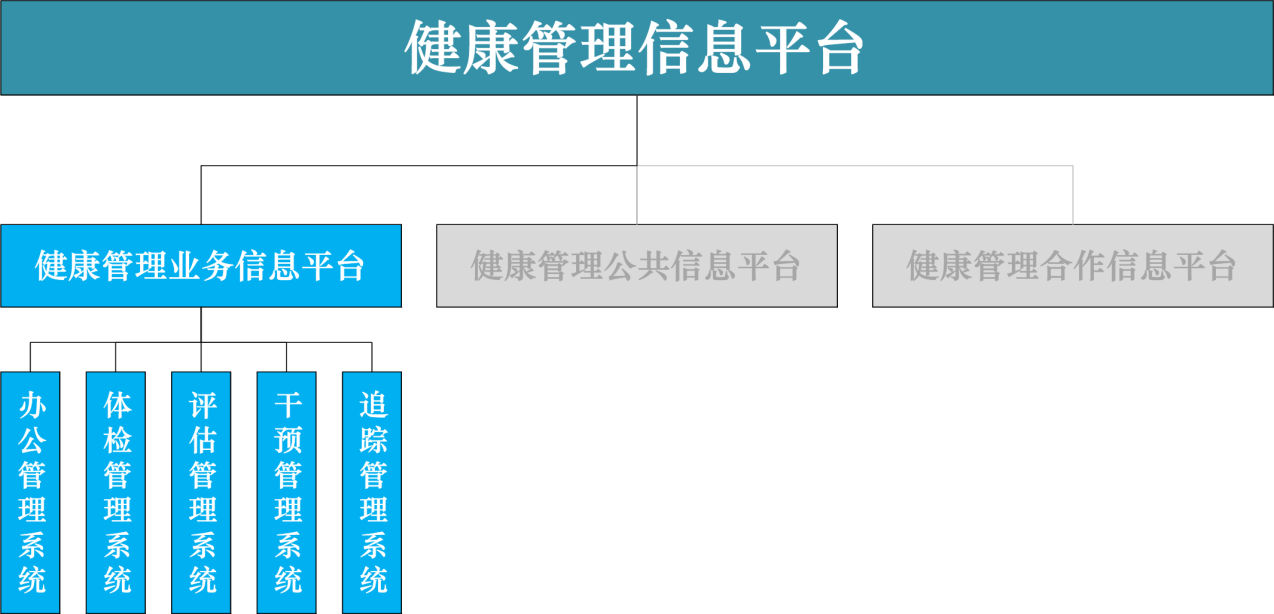 健康管理信息平台
健康管理业务信息平台
健康管理公共信息平台
健康管理合作信息平台
办公管理系统
体检管理系统
评估管理系统
干预管理系统
追踪管理系统